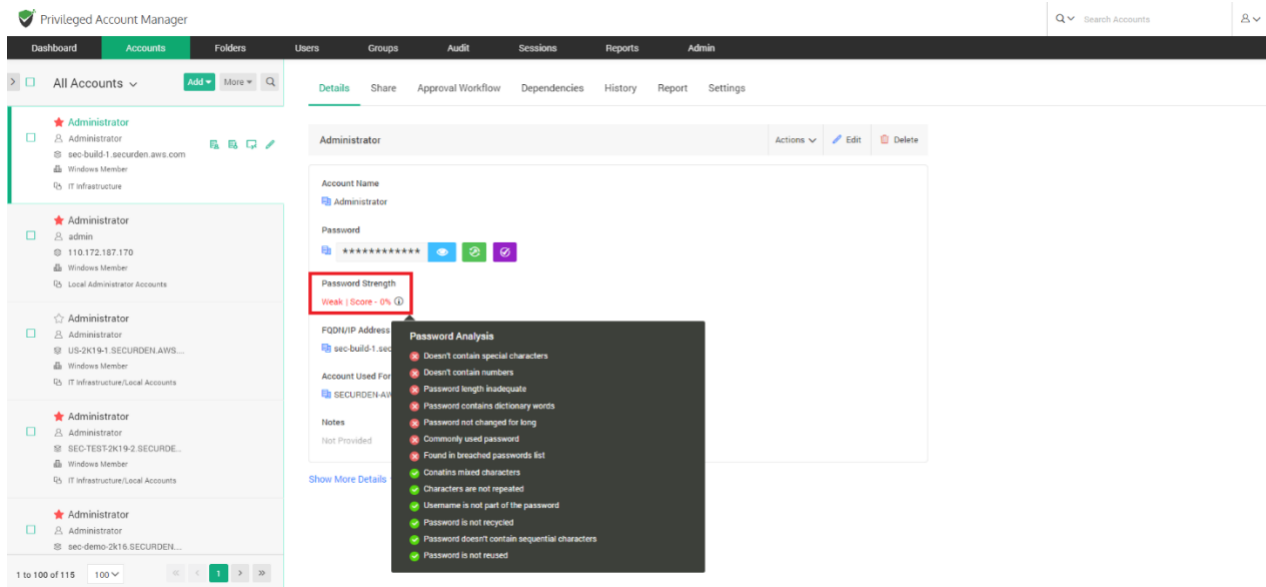 Privileged Account Manager
Search Accounts
Dashboard Accounts Folders Users Groups Audit Sessions Reports Admin
All Accounts Add More
Details Share Approval Workflow Dependencies History Report Settings
Administrator
Administrator
sec-build-1.securden.aws.com
Windows Member
IT Infrastructure
Administrator
admin
110.172.187.170
Windows Member
Local Administrator Accounts
Administrator
Administrator
US-2K19-1.SECURDEN.AWS....
Windows Member
IT Infrastructure/Local Accounts
Administrator
Administrator
SEC-TEST-2K19-2.SECURDE...
Windows Member
IT Infrastructure/Local Accounts
Administrator
Administrator
sec-demo-2k16.SECURDEN....
1 to 100 of 115 100 1
Administrator Actions Edit Delete
Account Name
Administrator
Password
************
Password Strength
Weak | Score - 0%
FQDN/IP Address
sec-build-1.sec
Account Used For
SECURDEN-AW
Notes
Not Provided
Show More Details
Password Analysis
Doesn't contain special characters
Doesn't contain numbers
Password length inadequate
Password contains dictionary words
Password not changed for long
Commonly used password
Found in breached passwords list
Conatins mixed characters
Characters are not repeated
Username is not part of the password
Password is not recycled
Password doesn't contain sequential characters
Password is not reused